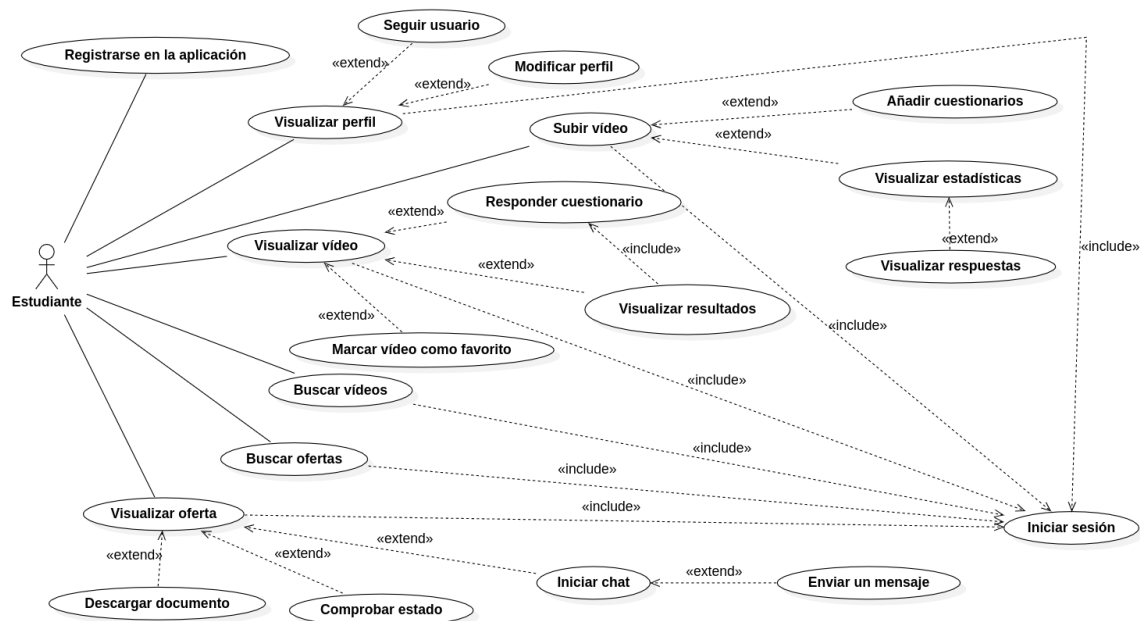 Seguir usuario
Registrarse en la aplicación
«extend»
Modificar perfil
«extend»
Visualizar perfil
Subir vídeo
«extend»
Añadir cuestionarios
«extend»
Visualizar estadísticas
Responder cuestionario
«extend»
Visualizar vídeo
«include»
«extend»
«include»
«extend»
Visualizar respuestas
Estudiante
Visualizar resultados
«extend»
«include»
Marcar vídeo como favorito
«include»
Buscar vídeos
«include»
Buscar ofertas
«include»
Visualizar oferta
«include»
Iniciar sesión
«extend»
«extend»
«extend»
Iniciar chat
«extend»
Enviar un mensaje
Descargar documento
Comprobar estado